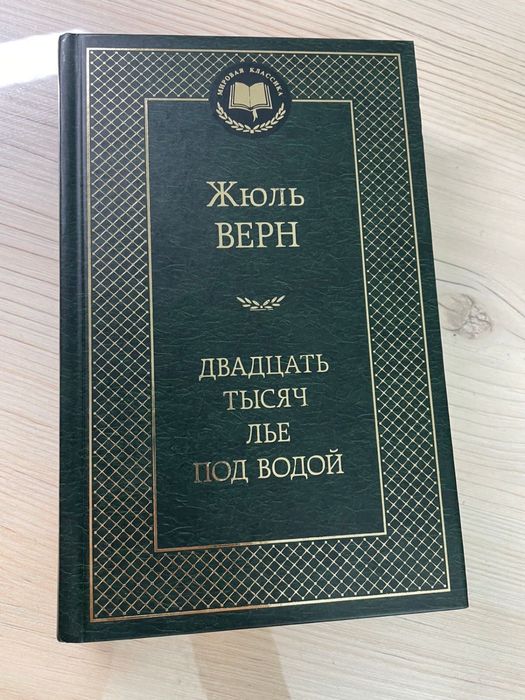 МИРОВАЯ КЛАССИКА
Жюль
ВЕРН
ДВАДЦАТЬ
ТЫСЯЧ
ЛЬЕ
ПОД ВОДОЙ